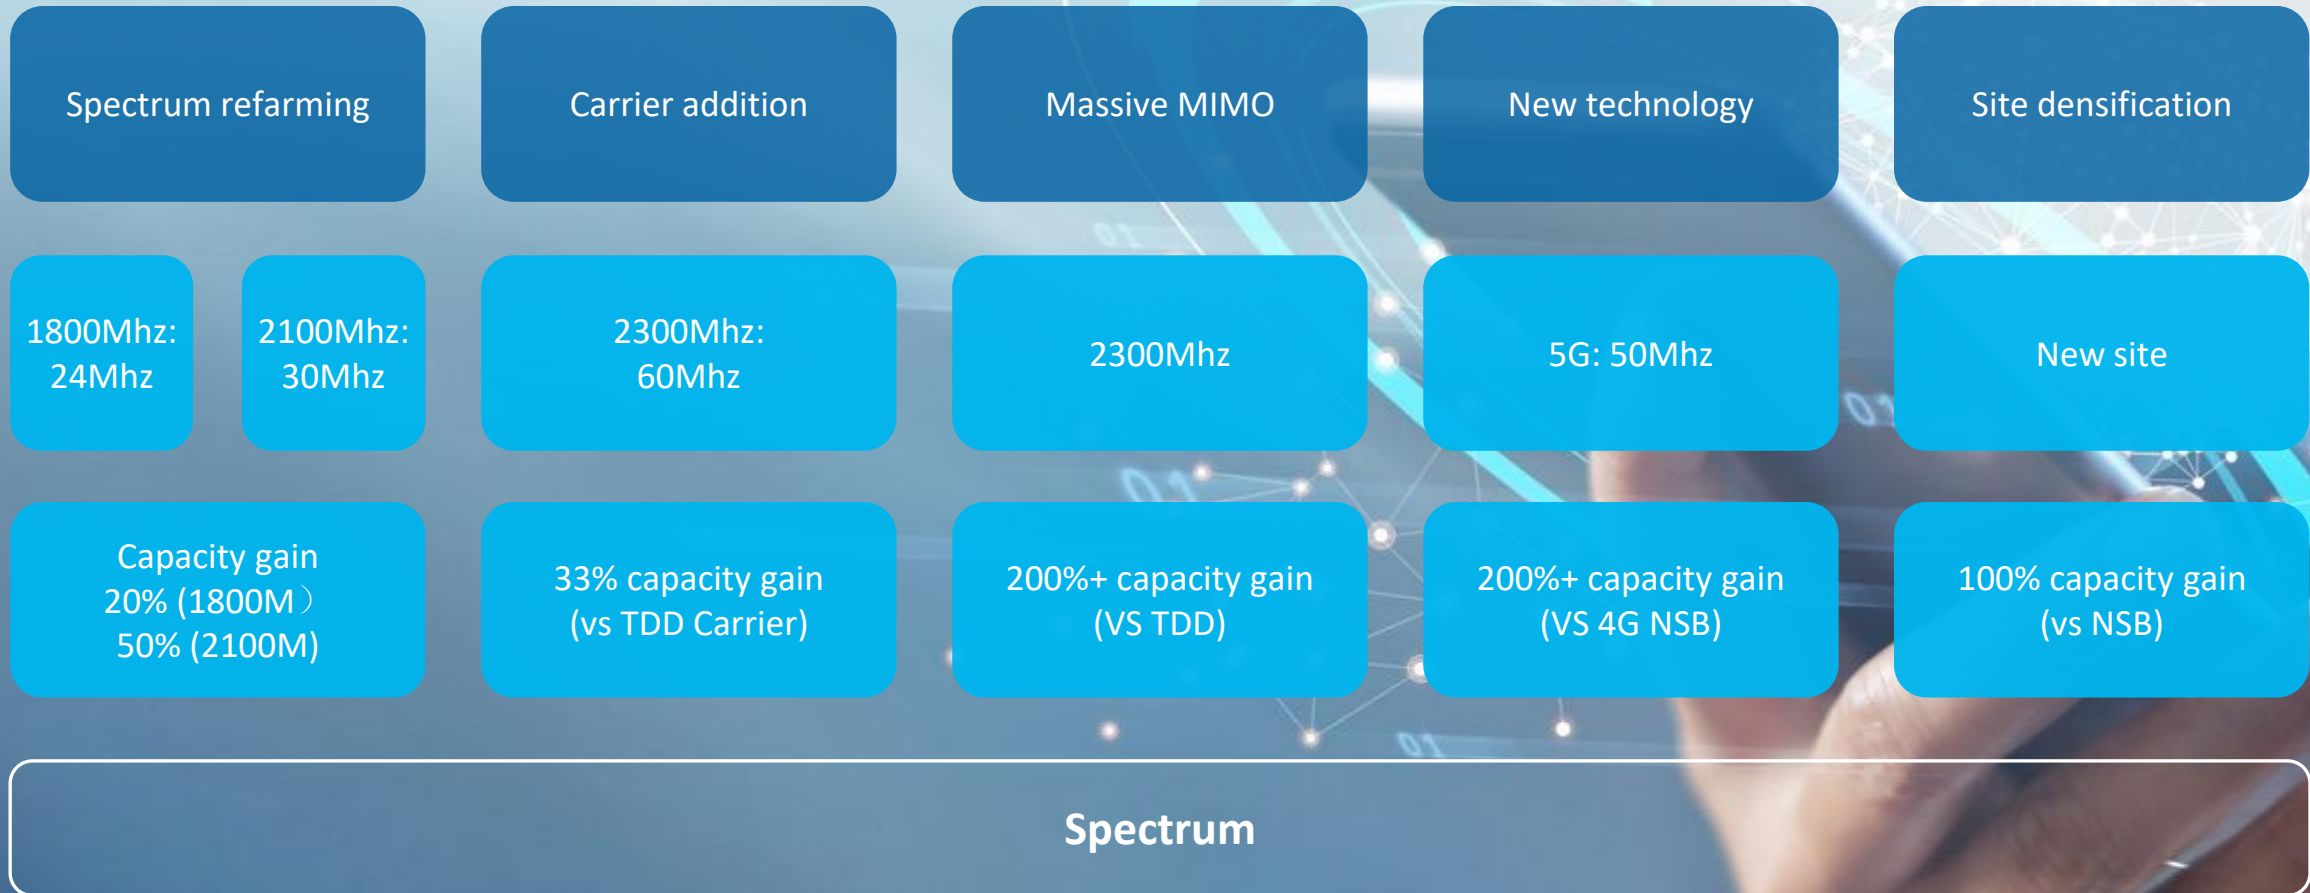 Spectrum refarming
Carrier addition
Massive MIMO
New technology
Site densification
1800Mhz:
24Mhz
2100Mhz:
30Mhz
2300Mhz:
60Mhz
2300Mhz
5G: 50Mhz
New site
Capacity gain
20% (1800M）
50% (2100M)
33% capacity gain
(vs TDD Carrier)
200%+ capacity gain
(VS TDD)
200%+ capacity gain
(VS 4G NSB)
100% capacity gain
(vs NSB)
Spectrum